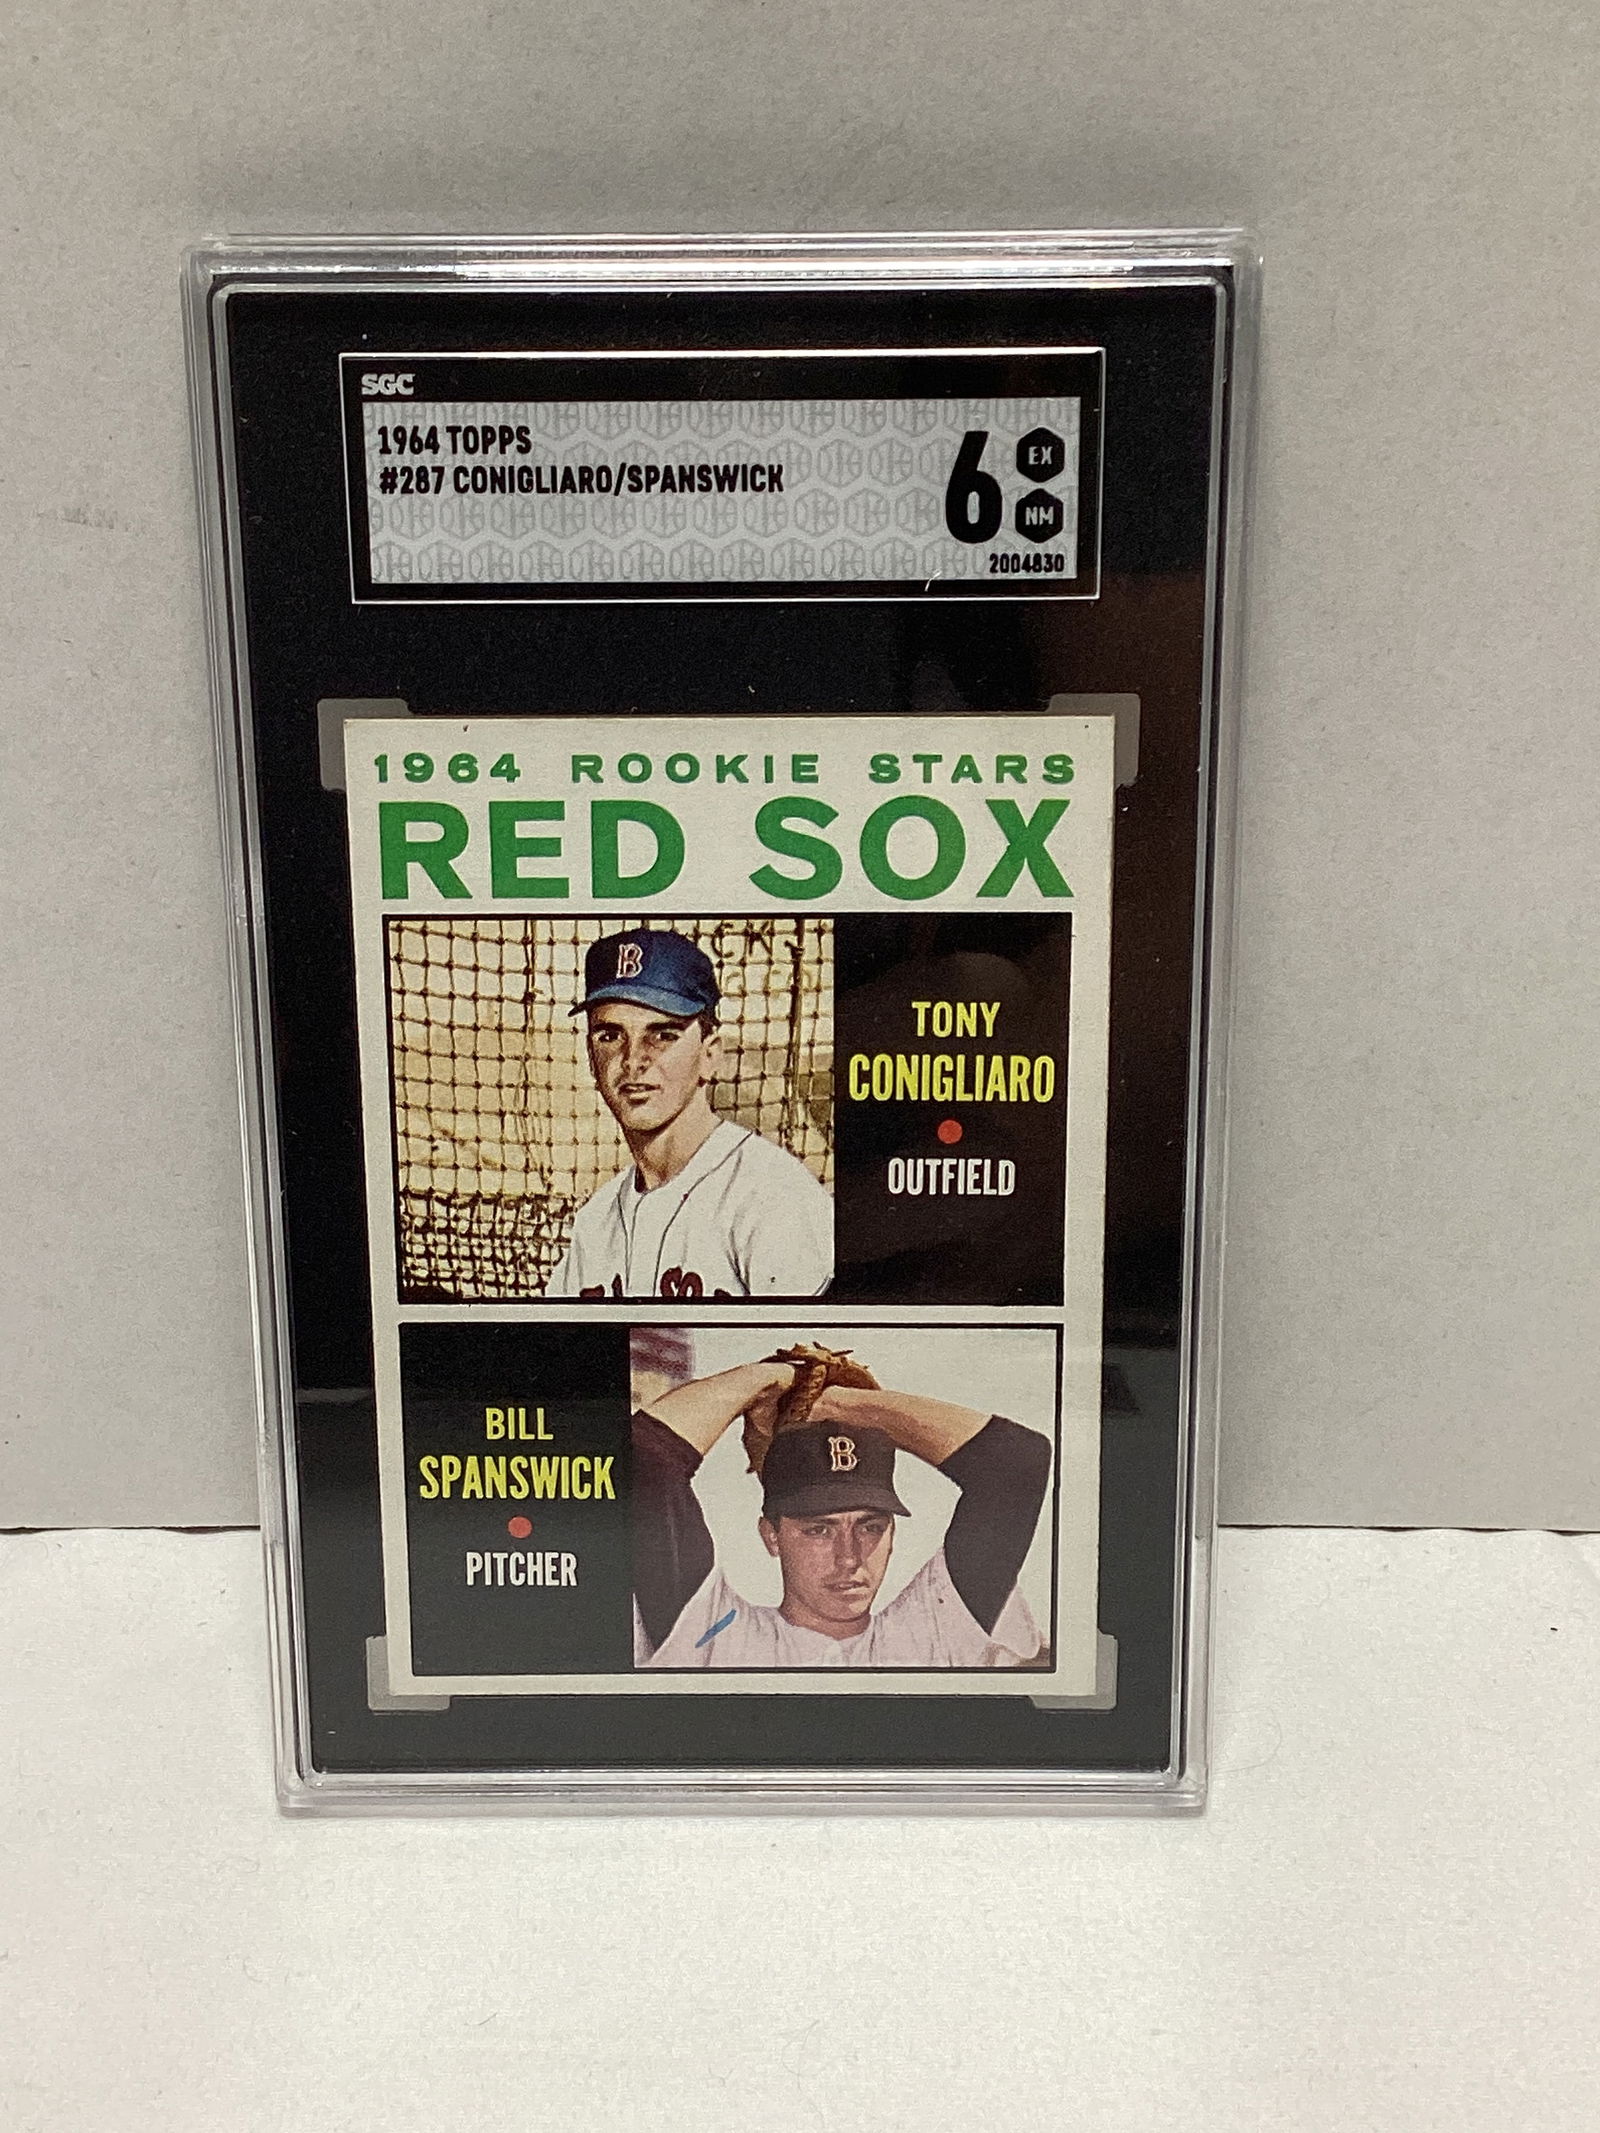 SGC
1964 TOPPS
#287 CONIGLIARO/SPANSWICK
6 EX
NM
2004830
1964 ROOKIE STARS
RED SOX
B
TONY
CONIGLIARO
OUTFIELD
BILL
SPANSWICK
PITCHER
B